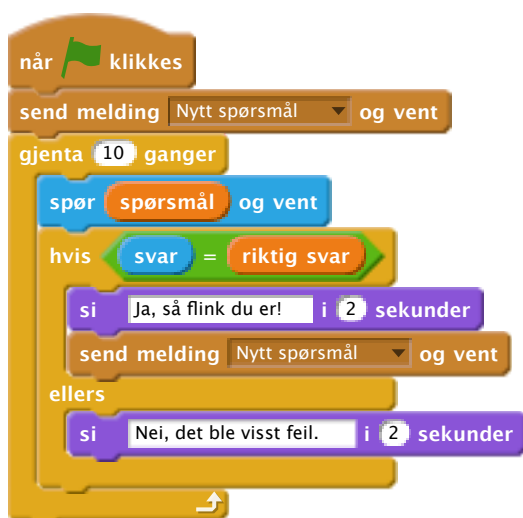 når klikkes
send melding Nytt spørsmål og vent
gjenta 10 ganger
spør spørsmål og vent
hvis svar = riktig svar
si Ja, så flink du er! i 2 sekunder
send melding Nytt spørsmål og vent
ellers
si Nei, det ble visst feil. i 2 sekunder